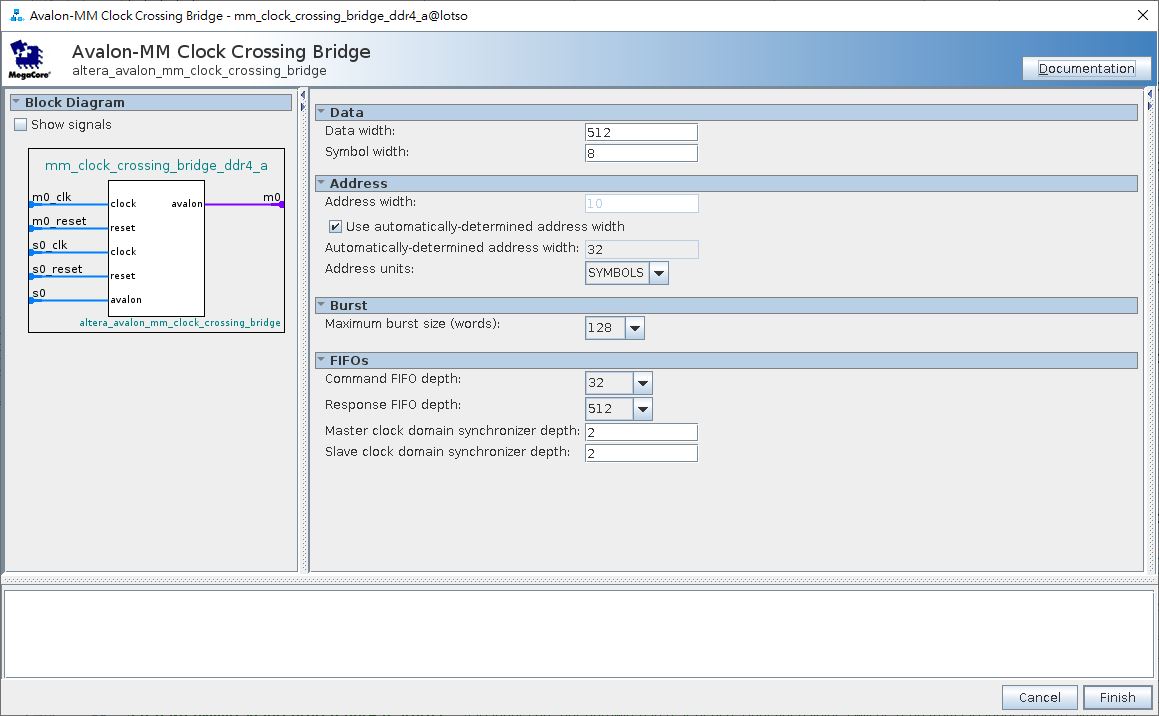 Avalon-MM Clock Crossing Bridge - mm_clock_crossing_bridge_ddr4_a@lotso
MegaCore®
Avalon-MM Clock Crossing Bridge
altera_avalon_mm_clock_crossing_bridge
Documentation
Block Diagram
Show signals
mm_clock_crossing_bridge_ddr4_a
m0_clk
clock
avalon
m0
m0_reset
reset
s0_clk
clock
s0_reset
reset
s0
avalon
altera_avalon_mm_clock_crossing_bridge
Data
Data width: 512
Symbol width: 8
Address
Address width: 10
Use automatically-determined address width
Automatically-determined address width: 32
Address units: SYMBOLS
Burst
Maximum burst size (words): 128
FIFOs
Command FIFO depth: 32
Response FIFO depth: 512
Master clock domain synchronizer depth: 2
Slave clock domain synchronizer depth: 2
Cancel
Finish